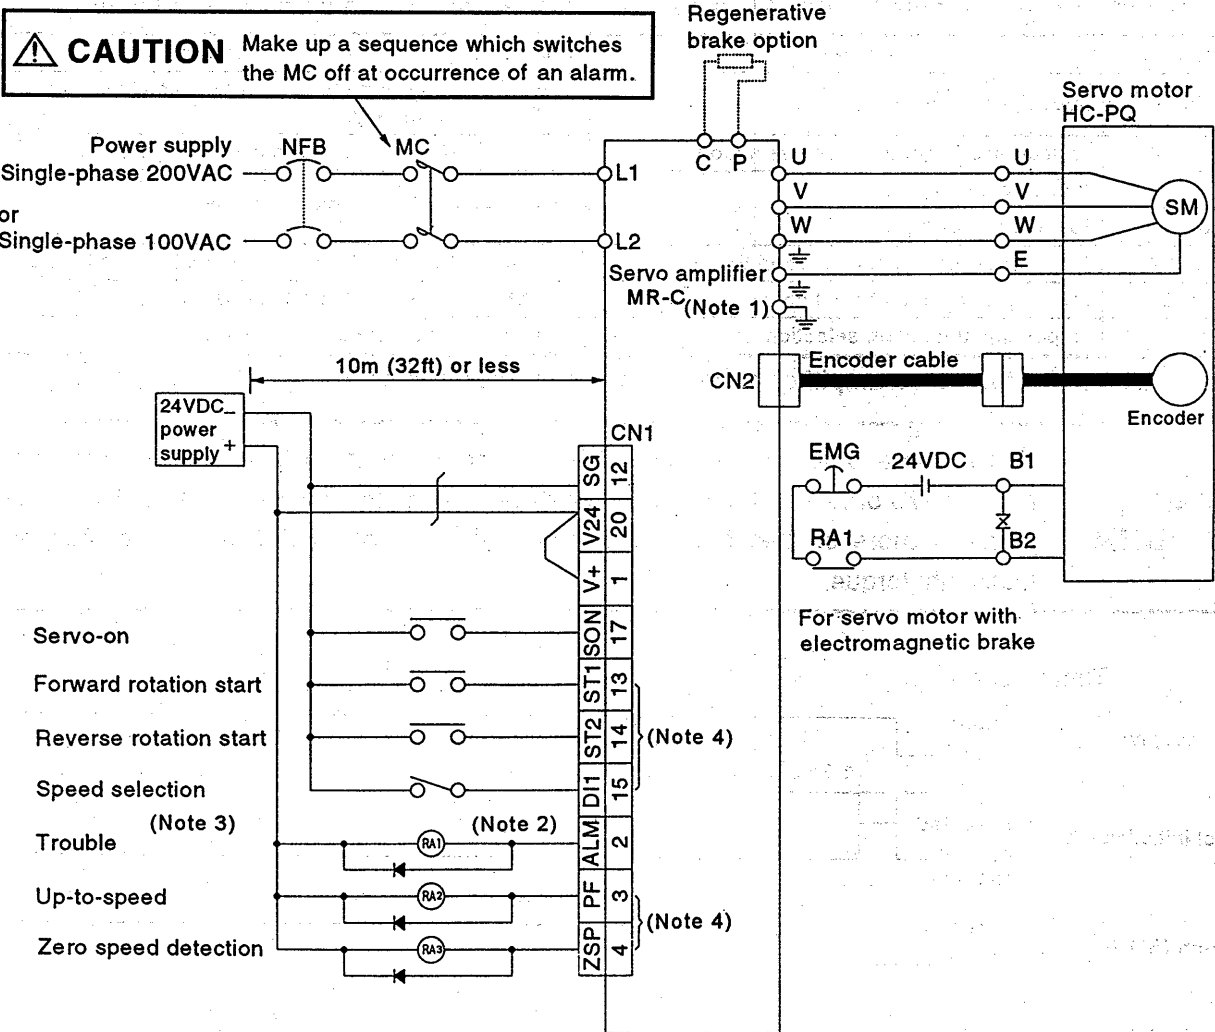 Regenerative
brake option
CAUTION
Make up a sequence which switches
the MC off at occurrence of an alarm.
Servo motor
HC-PQ
Power supply
NFB
MC
C P
Single-phase 200VAC
L1
U
U
V
V
SM
or
Single-phase 100VAC
L2
W
W
E
Servo amplifier
MR-C
(Note 1)
10m (32ft) or less
CN2
Encoder cable
Encoder
24VDC −
power
supply +
CN1
SG 12
V24 20
V+ 1
EMG
24VDC
B1
RA1
B2
For servo motor with
electromagnetic brake
Servo-on
SON 17
Forward rotation start
ST1 13
Reverse rotation start
ST2 14
(Note 4)
Speed selection
DI1 15
(Note 3)
(Note 2)
Trouble
RA1
ALM 2
Up-to-speed
RA2
PF 3
(Note 4)
Zero speed detection
RA3
ZSP 4